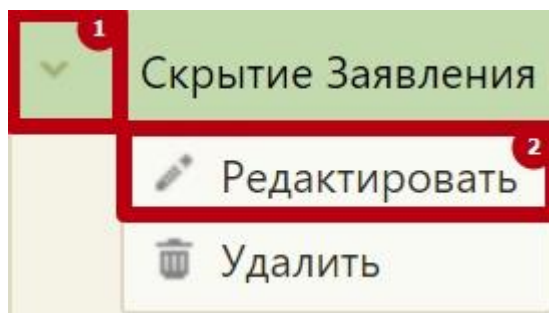 1
Скрытие Заявления
2
Редактировать
Удалить